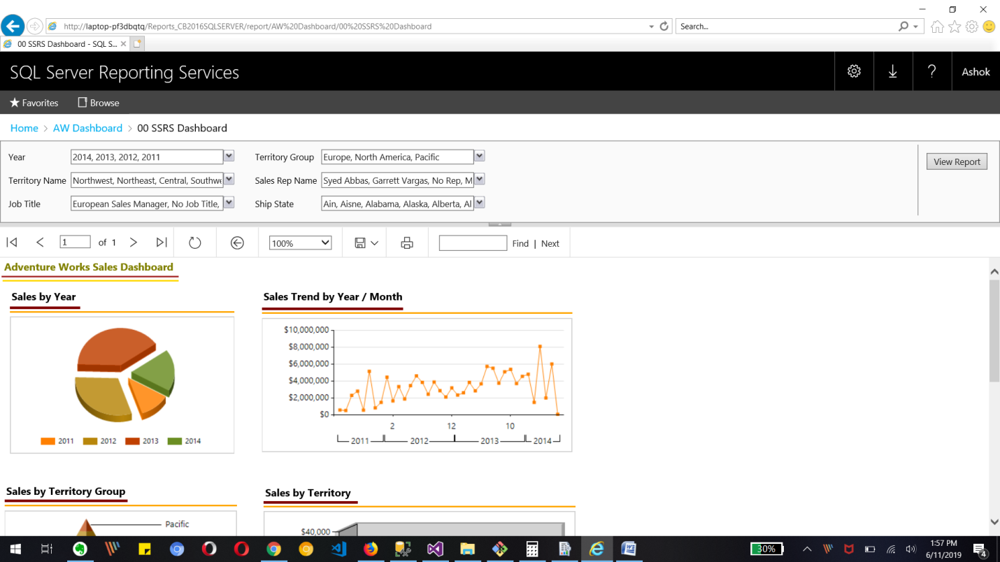 http://laptop-pf3dbqtq/Reports_CB2016SQLSERVER/report/AW%20Dashboard/00%20SSRS%20Dashboard
Search...
00 SSRS Dashboard - SQL S...
SQL Server Reporting Services
Ashok
Favorites Browse
Home > AW Dashboard > 00 SSRS Dashboard
Year 2014, 2013, 2012, 2011
Territory Group Europe, North America, Pacific
View Report
Territory Name Northwest, Northeast, Central, Southwe
Sales Rep Name Syed Abbas, Garrett Vargas, No Rep, M
Job Title European Sales Manager, No Job Title,
Ship State Ain, Aisne, Alabama, Alaska, Alberta, Al
1 of 1
100%
Find | Next
Adventure Works Sales Dashboard
Sales by Year
2011 2012 2013 2014
Sales Trend by Year / Month
$10,000,000
$8,000,000
$6,000,000
$4,000,000
$2,000,000
$0
2 12 10
2011 2012 2013 2014
Sales by Territory Group
Pacific
Sales by Territory
$40,000
30%
1:57 PM
6/11/2019
4